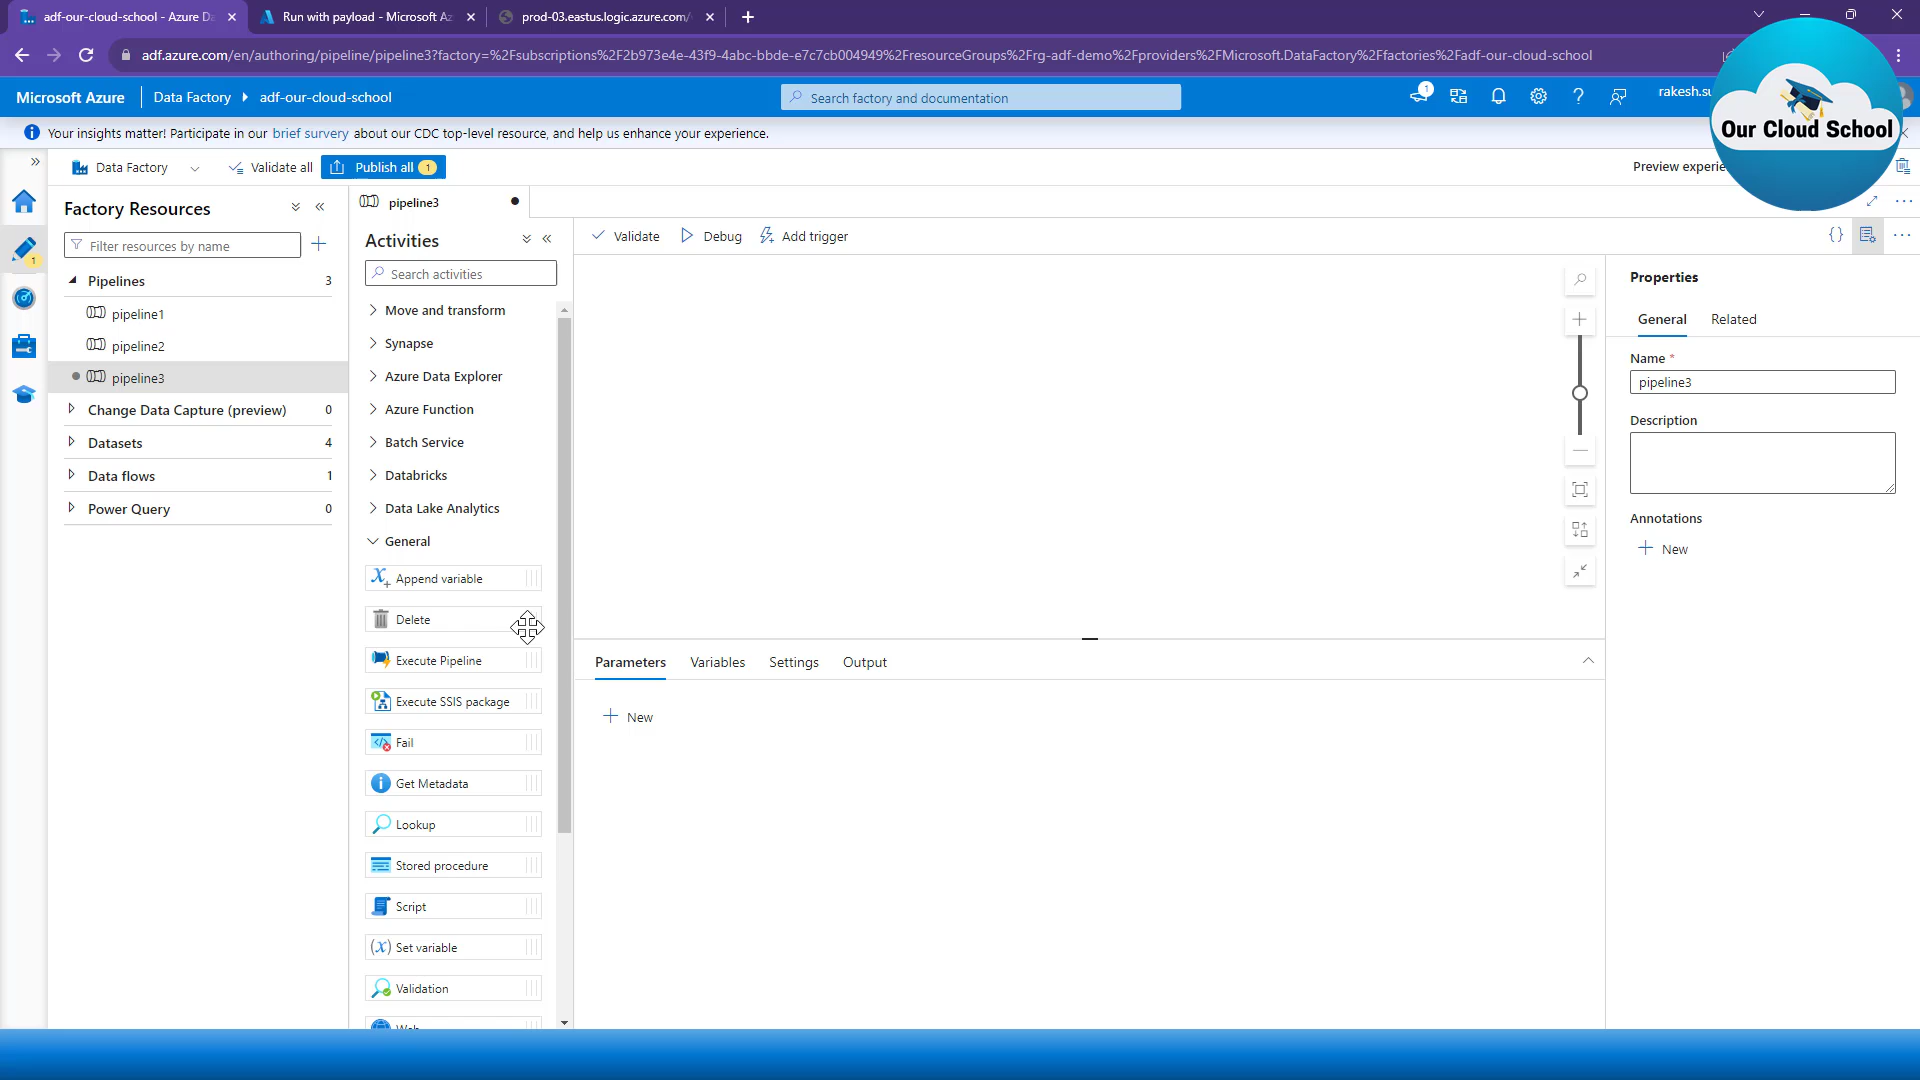 adf-our-cloud-school - Azure Da
Run with payload - Microsoft Az
prod-03.eastus.logic.azure.com/
adf.azure.com/en/authoring/pipeline/pipeline3?factory=%2Fsubscriptions%2F2b973e4e-43f9-4abc-bbde-e7c7cb004949%2FresourceGroups%2Frg-adf-demo%2Fproviders%2FMicrosoft.DataFactory%2Ffactories%2Fadf-our-cloud-school
Microsoft Azure
Data Factory
adf-our-cloud-school
Search factory and documentation
1
rakesh.su
Our Cloud School
Your insights matter! Participate in our brief survey about our CDC top-level resource, and help us enhance your experience.
Data Factory
Validate all
Publish all 1
Preview experie
Factory Resources
Filter resources by name
1
Pipelines 3
pipeline1
pipeline2
pipeline3
Change Data Capture (preview) 0
Datasets 4
Data flows 1
Power Query 0
pipeline3
Activities
Search activities
Move and transform
Synapse
Azure Data Explorer
Azure Function
Batch Service
Databricks
Data Lake Analytics
General
Append variable
Delete
Execute Pipeline
Execute SSIS package
Fail
Get Metadata
Lookup
Stored procedure
Script
Set variable
Validation
Web
Validate
Debug
Add trigger
Parameters
Variables
Settings
Output
New
Properties
General
Related
Name *
pipeline3
Description
Annotations
New